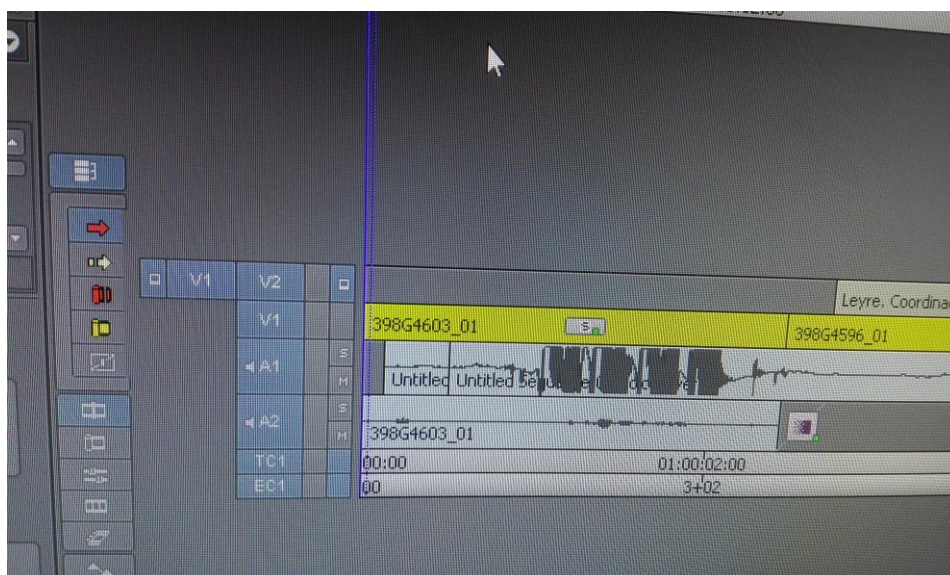 V1 V2
Leyre, Coordina
V1 398G4603_01 S 398G4596_01
A1 S M Untitled Untitled
A2 S M 398G4603_01
TC1 00:00 01:00:02:00
EC1 00 3+02